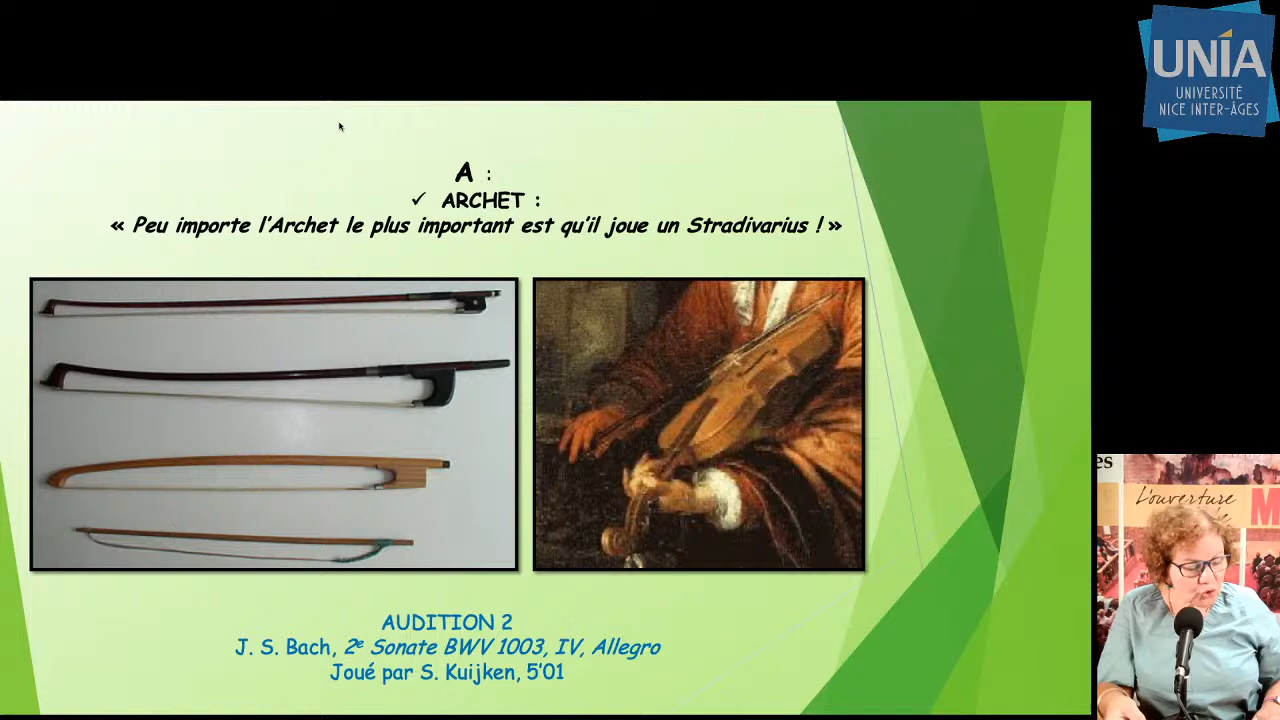 UNIA
UNIVERSITÉ
NICE INTER-ÂGES
A :
✓ ARCHET :
« Peu importe l'Archet le plus important est qu'il joue un Stradivarius ! »
AUDITION 2
J. S. Bach, 2e Sonate BWV 1003, IV, Allegro
Joué par S. Kuijken, 5'01
es
L'ouverture
M